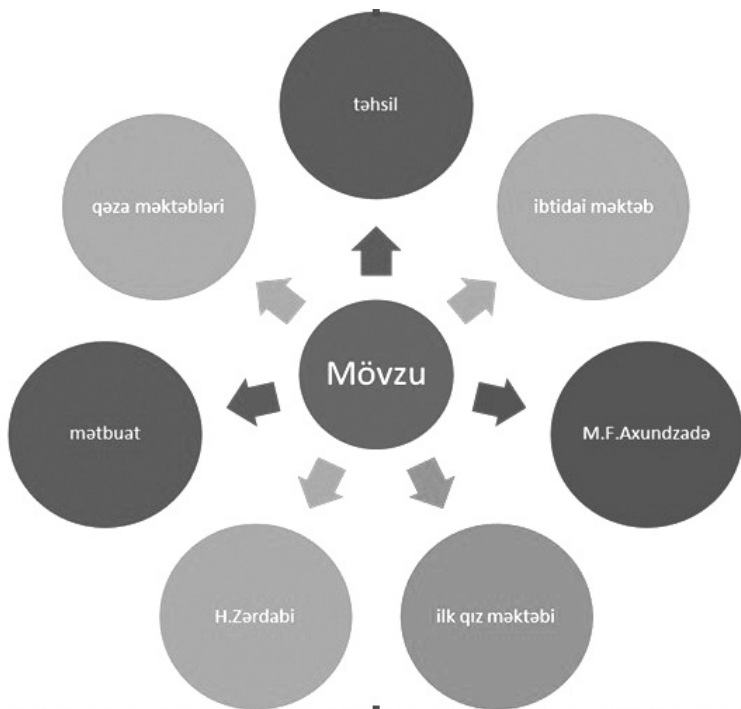 təhsil
qəza məktəbləri
ibtidai məktəb
Mövzu
mətbuat
M.F.Axundzadə
H.Zərdabi
ilk qız məktəbi